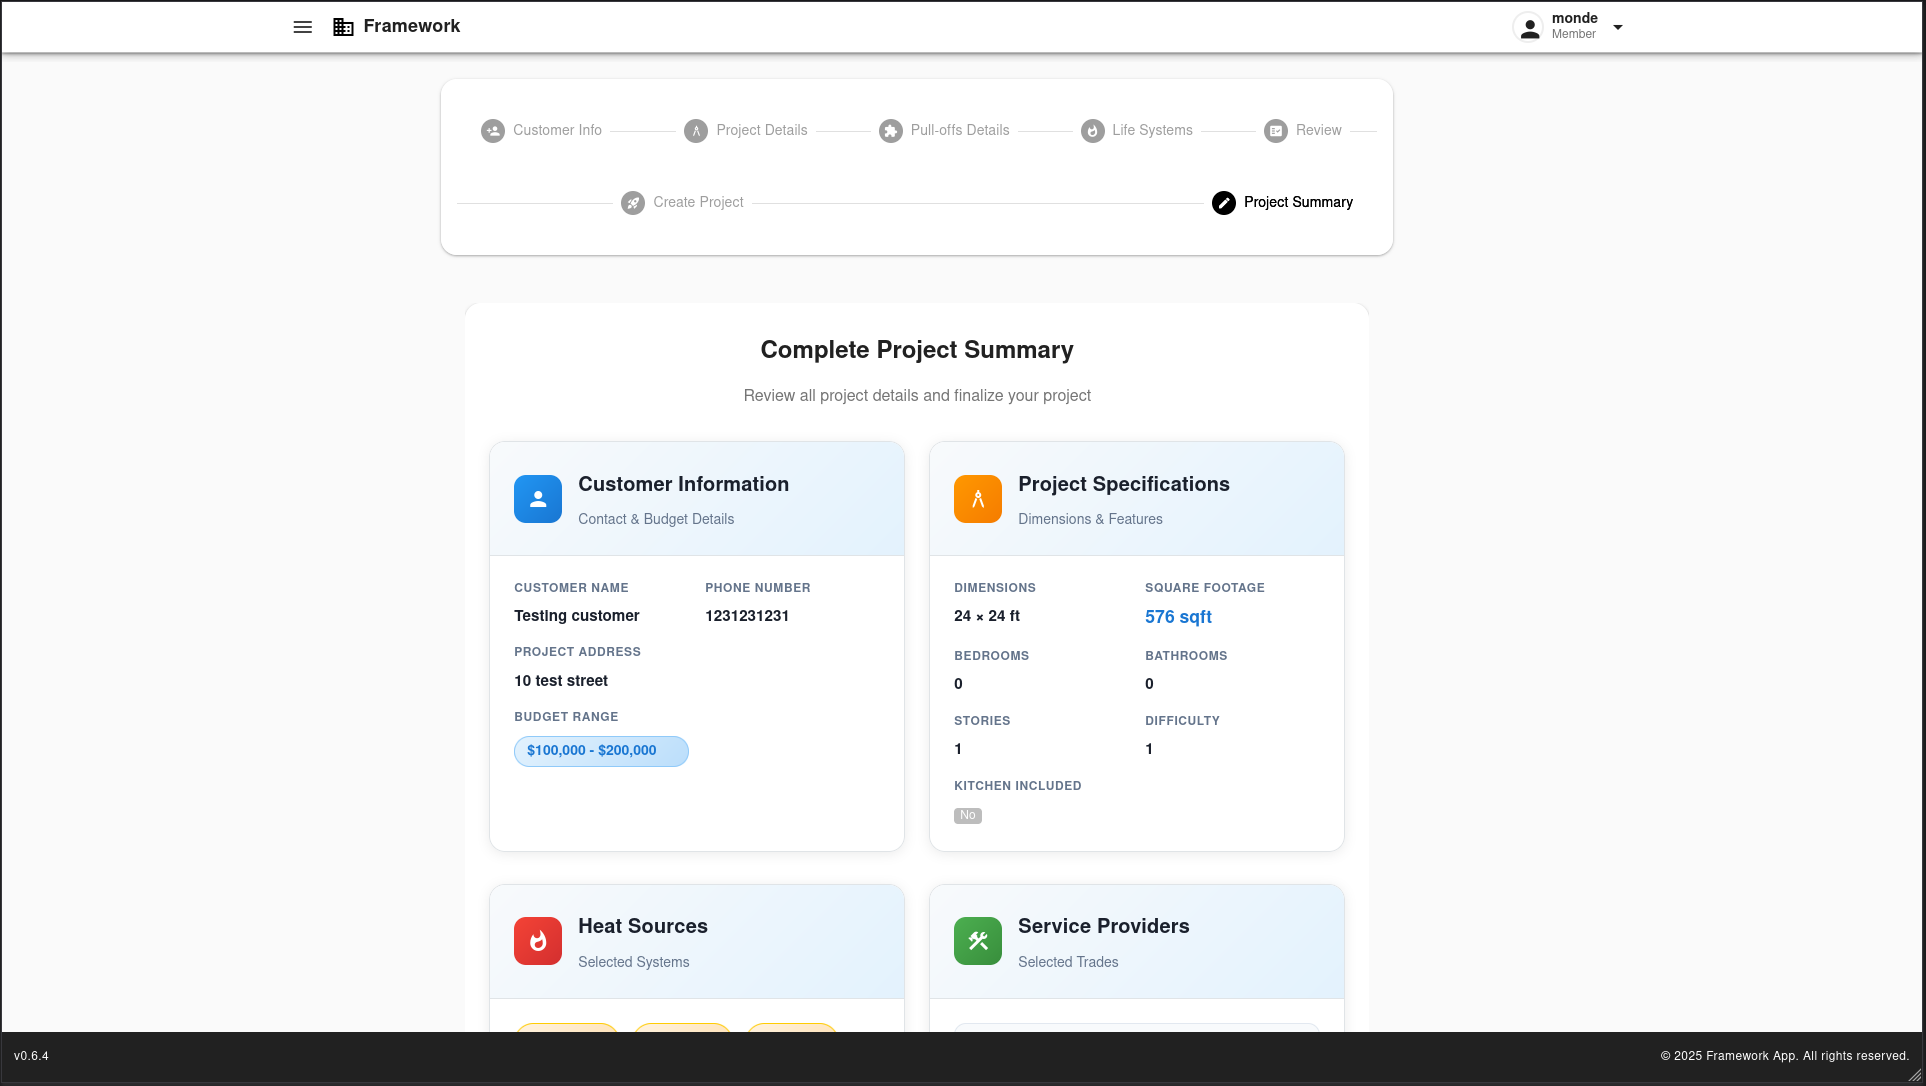 Framework
monde
Member
Customer Info
Project Details
Pull-offs Details
Life Systems
Review
Create Project
Project Summary
Complete Project Summary
Review all project details and finalize your project
Customer Information
Contact & Budget Details
CUSTOMER NAME
PHONE NUMBER
Testing customer
1231231231
PROJECT ADDRESS
10 test street
BUDGET RANGE
$100,000 - $200,000
Project Specifications
Dimensions & Features
DIMENSIONS
SQUARE FOOTAGE
24 × 24 ft
576 sqft
BEDROOMS
BATHROOMS
0
0
STORIES
DIFFICULTY
1
1
KITCHEN INCLUDED
No
Heat Sources
Selected Systems
Service Providers
Selected Trades
v0.6.4
© 2025 Framework App. All rights reserved.